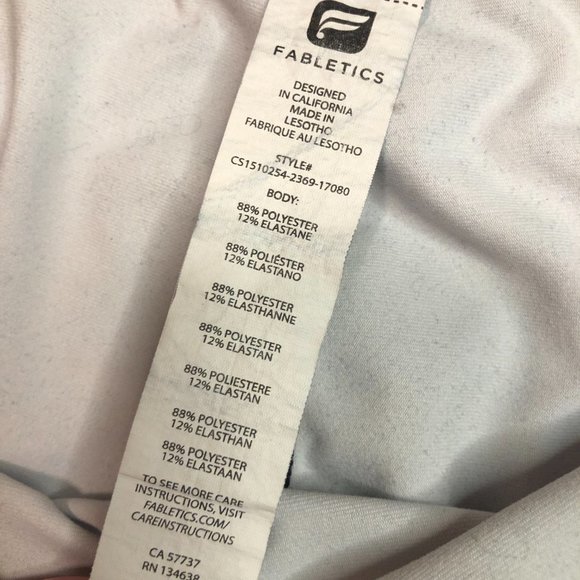 FABLETICS
DESIGNED
IN CALIFORNIA
MADE IN
LESOTHO
FABRIQUE AU LESOTHO
STYLE#
CS1510254-2369-17080
BODY:
88% POLYESTER
12% ELASTANE
88% POLIÉSTER
12% ELASTANO
88% POLYESTER
12% ELASTHANNE
88% POLYESTER
12% ELASTAN
88% POLIESTERE
12% ELASTAN
88% POLYESTER
12% ELASTHAN
88% POLYESTER
12% ELASTAAN
TO SEE MORE CARE
INSTRUCTIONS, VISIT
FABLETICS.COM/
CAREINSTRUCTIONS
CA 57737
RN 134638